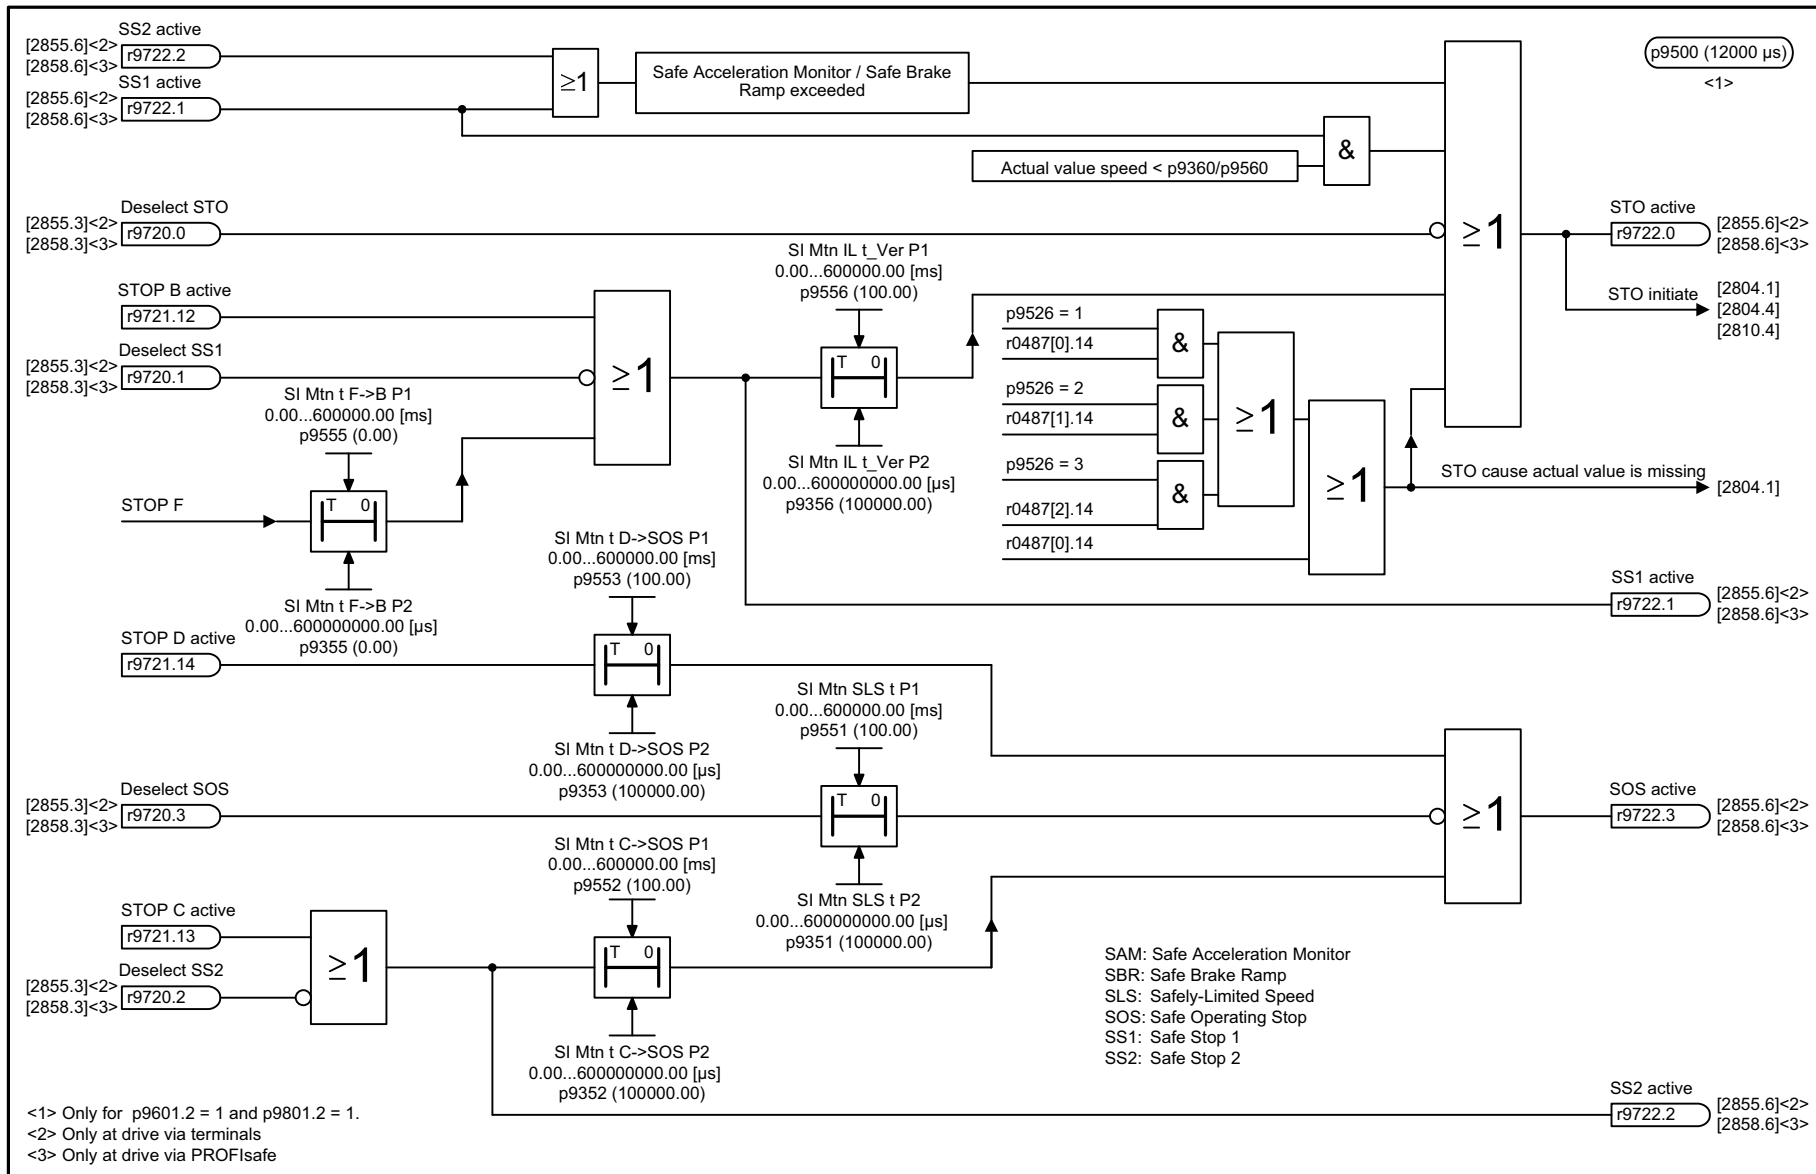 SS2 active
[2855.6]<2>
r9722.2
[2858.6]<3>
SS1 active
[2855.6]<2>
r9722.1
[2858.6]<3>
≥1
Safe Acceleration Monitor / Safe Brake
Ramp exceeded
p9500 (12000 µs)
<1>
&
Actual value speed < p9360/p9560
Deselect STO
[2855.3]<2>
r9720.0
[2858.3]<3>
≥1
STO active
r9722.0
[2855.6]<2>
[2858.6]<3>
STO initiate
[2804.1]
[2804.4]
[2810.4]
STOP B active
r9721.12
Deselect SS1
[2855.3]<2>
r9720.1
[2858.3]<3>
≥1
SI Mtn IL t_Ver P1
0.00...600000.00 [ms]
p9556 (100.00)
T 0
SI Mtn IL t_Ver P2
0.00...600000000.00 [µs]
p9356 (100000.00)
SI Mtn t F->B P1
0.00...600000.00 [ms]
p9555 (0.00)
STOP F
T 0
SI Mtn t F->B P2
0.00...600000000.00 [µs]
p9355 (0.00)
p9526 = 1
r0487[0].14
&
p9526 = 2
r0487[1].14
&
p9526 = 3
r0487[2].14
&
r0487[0].14
≥1
≥1
STO cause actual value is missing
[2804.1]
SS1 active
r9722.1
[2855.6]<2>
[2858.6]<3>
SI Mtn t D->SOS P1
0.00...600000.00 [ms]
p9553 (100.00)
STOP D active
r9721.14
T 0
SI Mtn t D->SOS P2
0.00...600000000.00 [µs]
p9353 (100000.00)
SI Mtn SLS t P1
0.00...600000.00 [ms]
p9551 (100.00)
Deselect SOS
[2855.3]<2>
r9720.3
[2858.3]<3>
T 0
SI Mtn SLS t P2
0.00...600000000.00 [µs]
p9351 (100000.00)
≥1
SOS active
r9722.3
[2855.6]<2>
[2858.6]<3>
SI Mtn t C->SOS P1
0.00...600000.00 [ms]
p9552 (100.00)
STOP C active
r9721.13
Deselect SS2
[2855.3]<2>
r9720.2
[2858.3]<3>
≥1
T 0
SI Mtn t C->SOS P2
0.00...600000000.00 [µs]
p9352 (100000.00)
SAM: Safe Acceleration Monitor
SBR: Safe Brake Ramp
SLS: Safely-Limited Speed
SOS: Safe Operating Stop
SS1: Safe Stop 1
SS2: Safe Stop 2
SS2 active
r9722.2
[2855.6]<2>
[2858.6]<3>
<1> Only for p9601.2 = 1 and p9801.2 = 1.
<2> Only at drive via terminals
<3> Only at drive via PROFIsafe